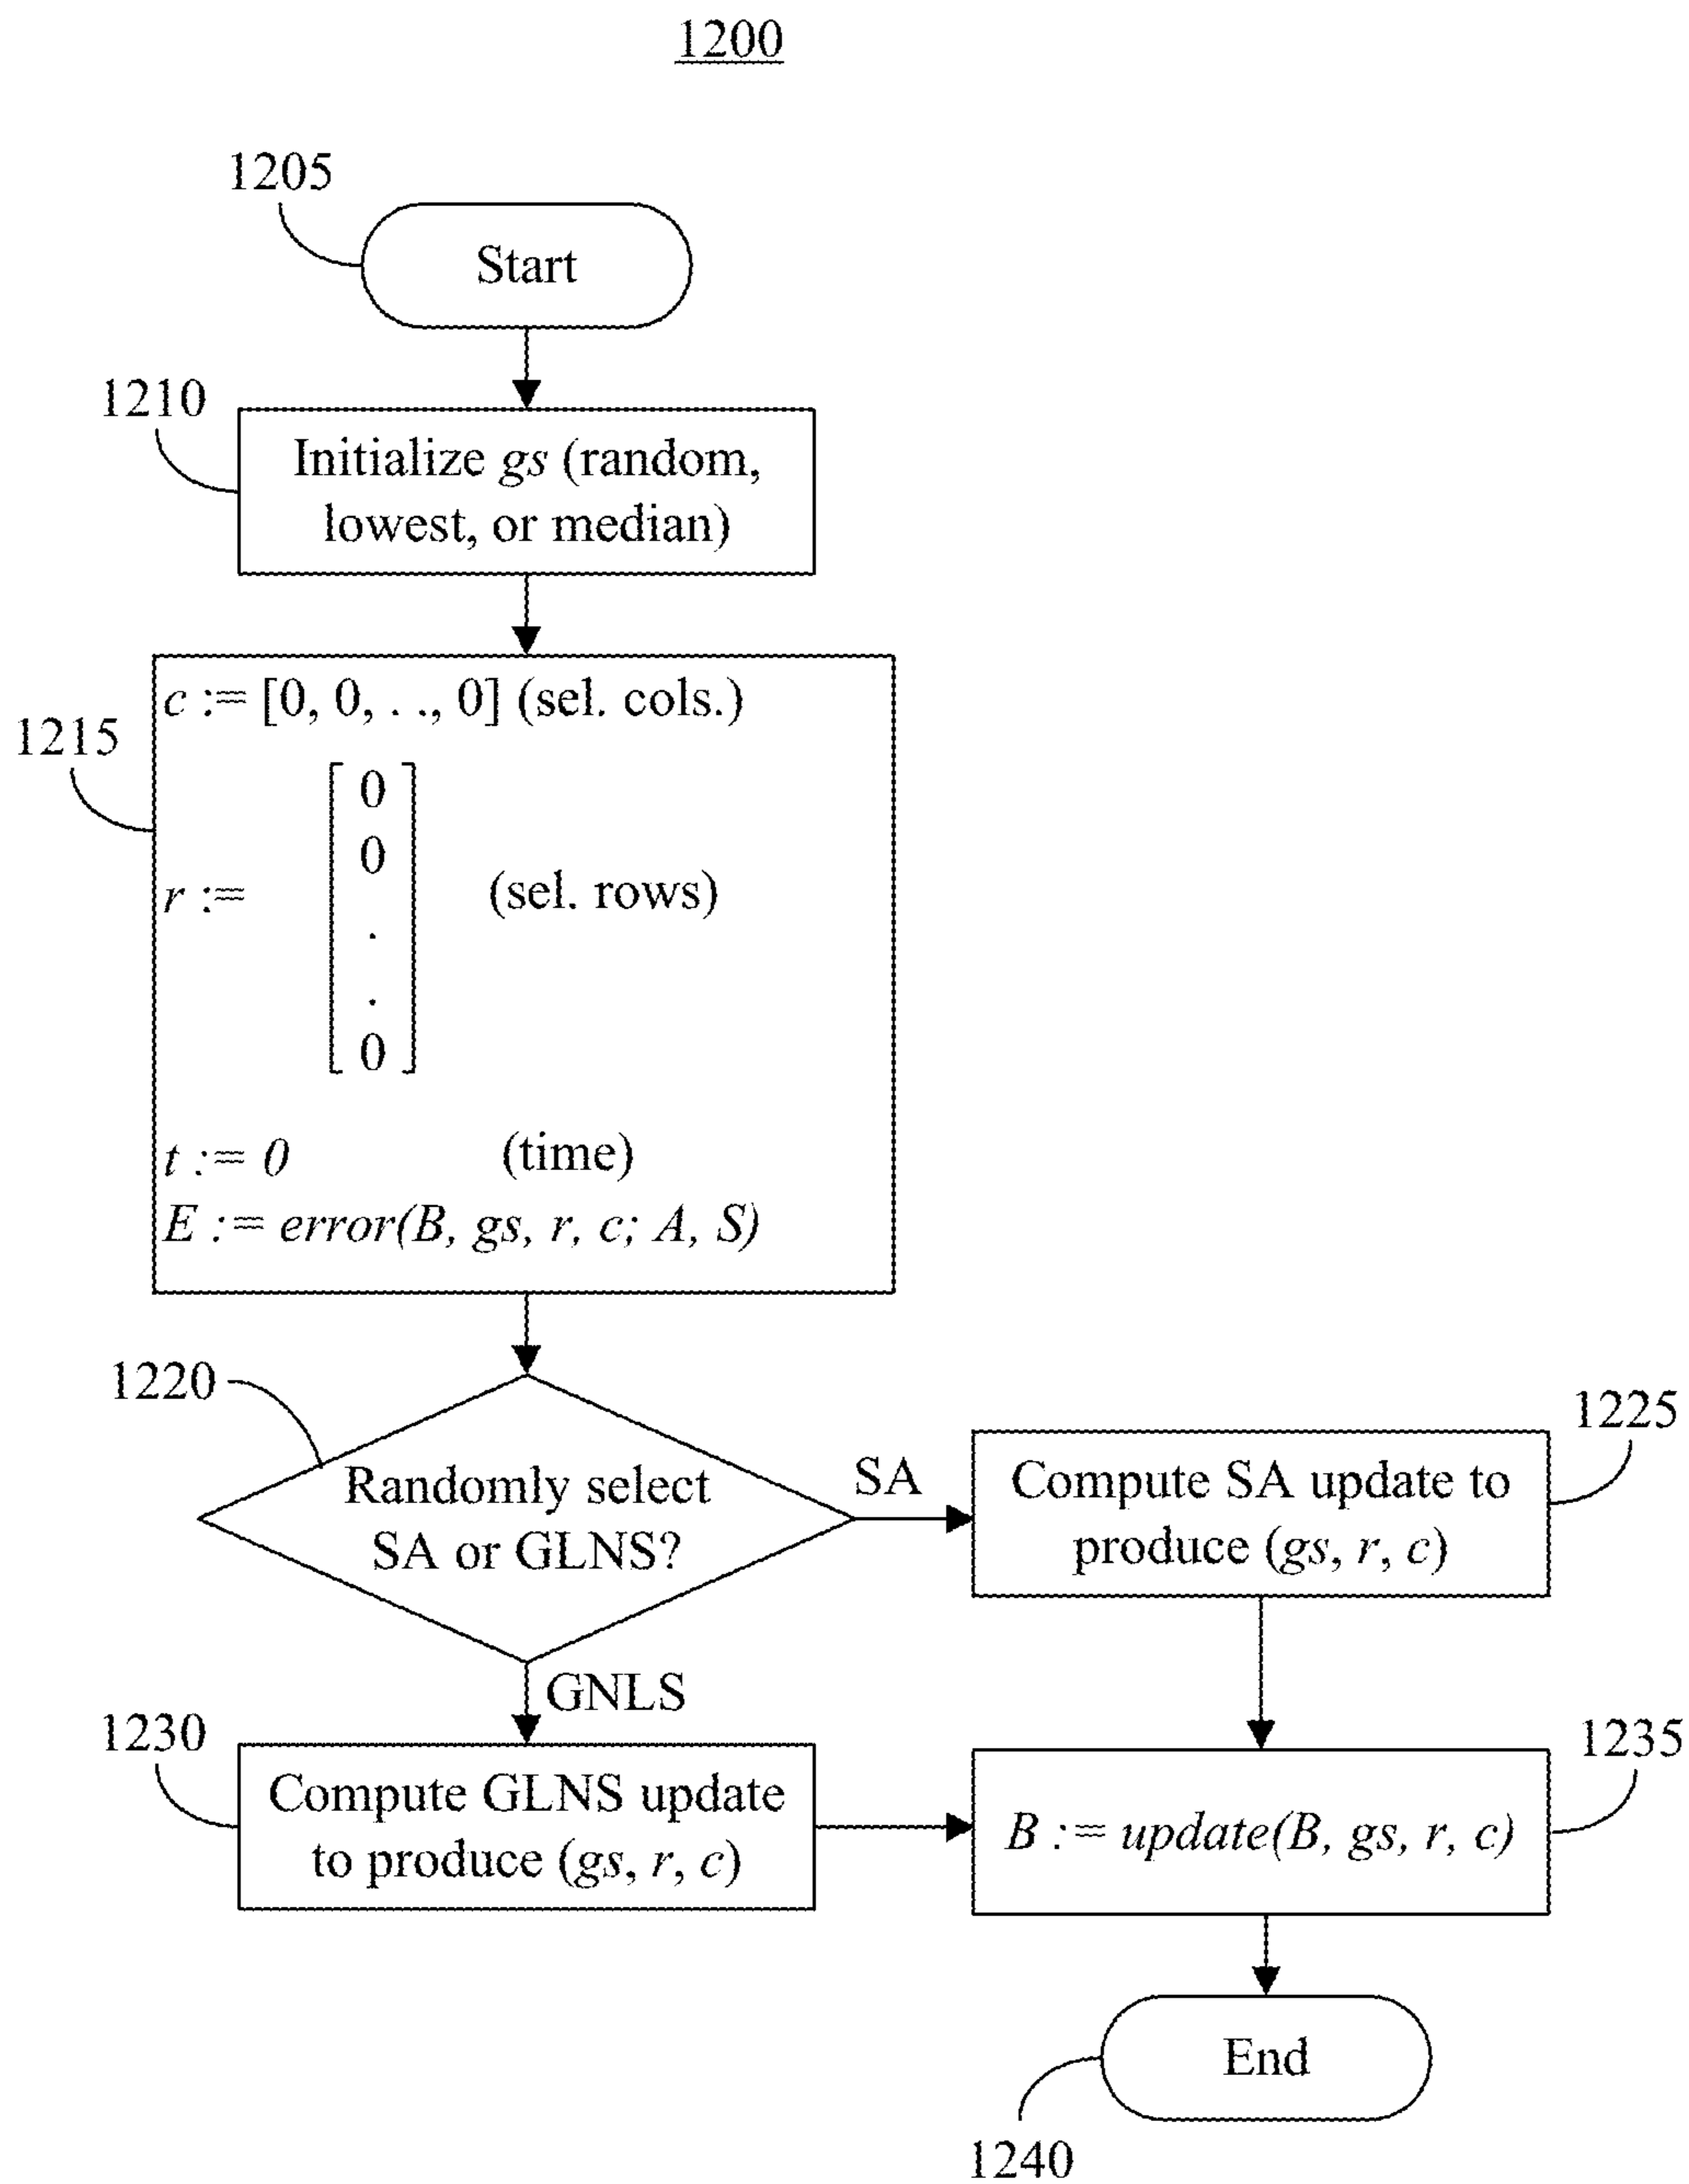 1200
1205
Start
1210
Initialize gs (random,
lowest, or median)
1215
c := [0, 0, . ., 0] (sel. cols.)
0
0
r := (sel. rows)
.
.
0
t := 0 (time)
E := error(B, gs, r, c; A, S)
1220
Randomly select
SA or GLNS?
SA
1225
Compute SA update to
produce (gs, r, c)
GNLS
1230
Compute GLNS update
to produce (gs, r, c)
1235
B := update(B, gs, r, c)
End
1240